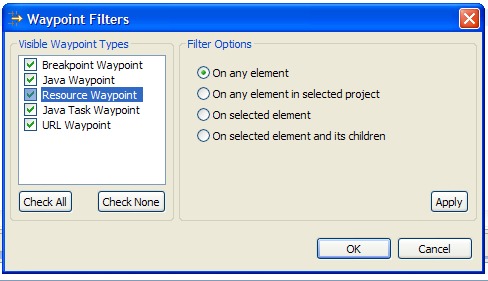 Waypoint Filters
Visible Waypoint Types
Breakpoint Waypoint
Java Waypoint
Resource Waypoint
Java Task Waypoint
URL Waypoint
Check All
Check None
Filter Options
On any element
On any element in selected project
On selected element
On selected element and its children
Apply
OK
Cancel